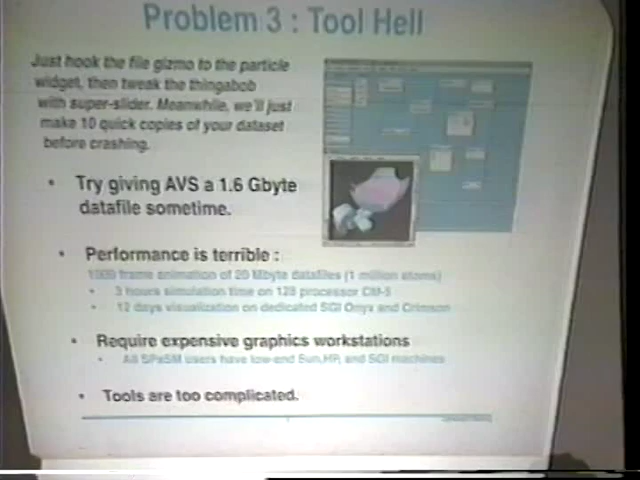 Problem 3 : Tool Hell
Just hook the file gizmo to the particle
widget, then tweak the thingabob
with super-slider. Meanwhile, we'll just
make 10 quick copies of your dataset
before crashing.
• Try giving AVS a 1.6 Gbyte
datafile sometime.
• Performance is terrible :
1000 frame animation of 20 Mbyte datafiles (1 million atoms)
• 3 hours simulation time on 128 processor CM-5
• 12 days visualization on dedicated SGI Onyx and Crimson
• Require expensive graphics workstations
• All SPaSM users have low-end Sun, HP, and SGI machines
• Tools are too complicated.